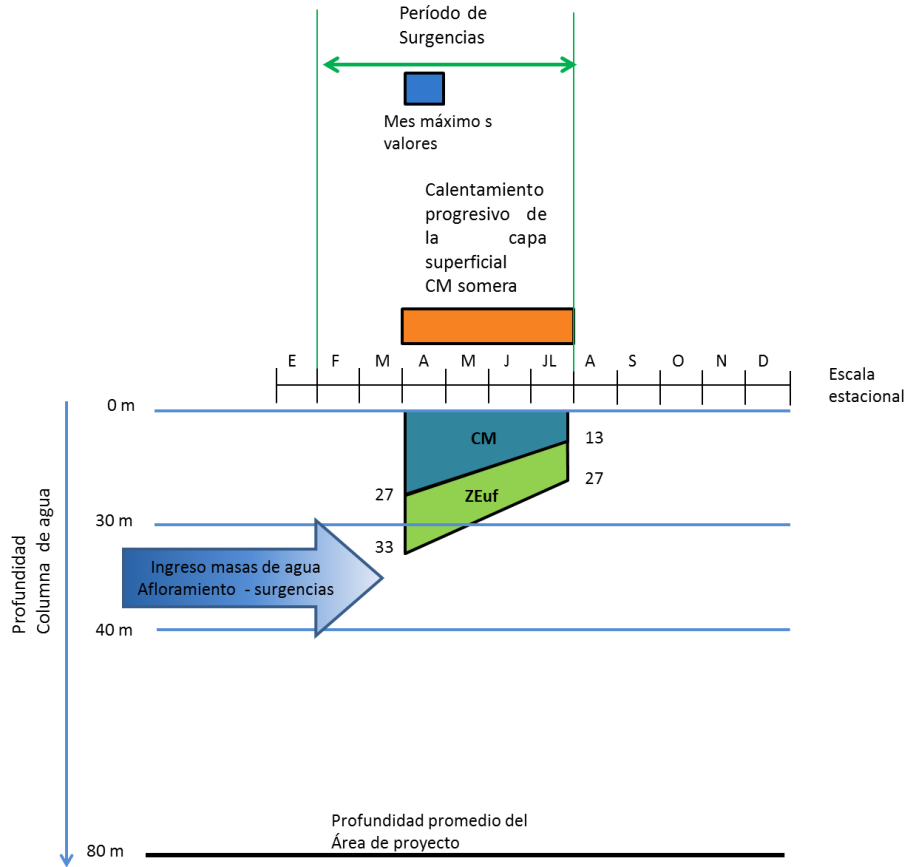 Período de
Surgencias
Mes máximo s
valores
Calentamiento
progresivo de
la capa
superficial
CM somera
E F M A M J JL A S O N D
Escala
estacional
0 m
CM
13
27
ZEuf
27
30 m
33
Ingreso masas de agua
Afloramiento - surgencias
Profundidad
Columna de agua
40 m
Profundidad promedio del
Área de proyecto
80 m